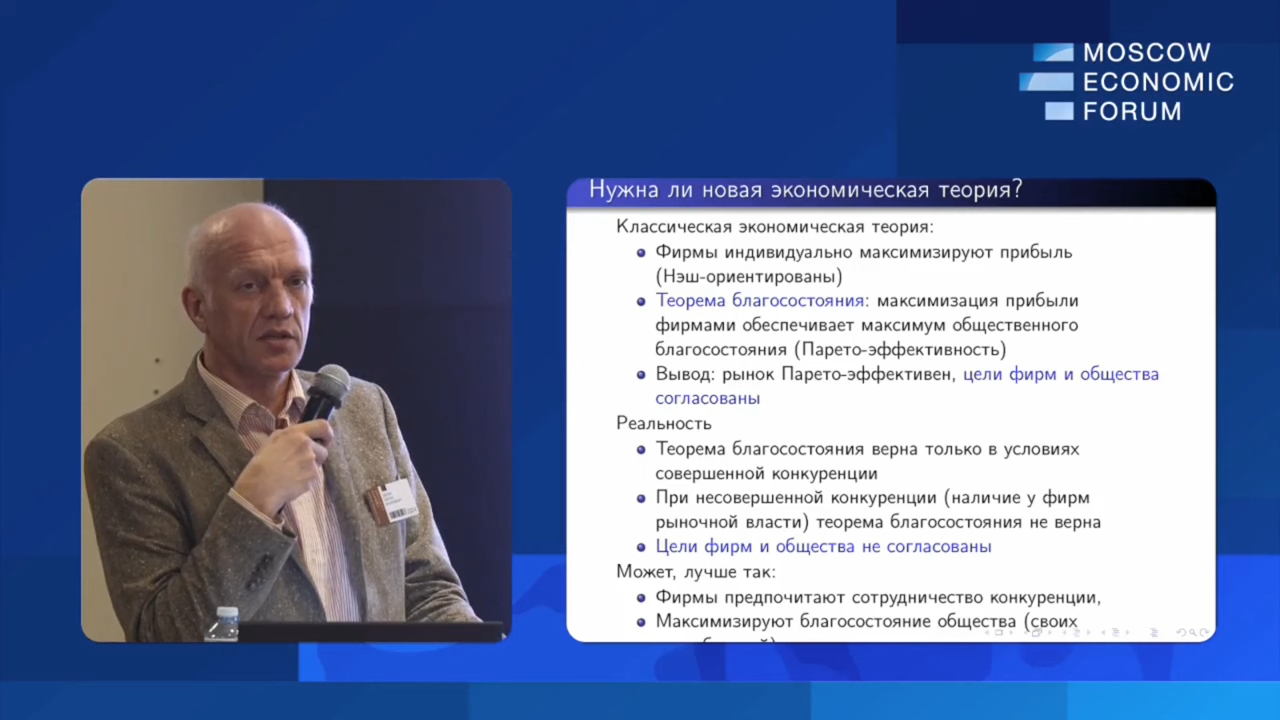 MOSCOW
ECONOMIC
FORUM
Нужна ли новая экономическая теория?
Классическая экономическая теория:
Фирмы индивидуально максимизируют прибыль
(Нэш-ориентированы)
Теорема благосостояния: максимизация прибыли
фирмами обеспечивает максимум общественного
благосостояния (Парето-эффективность)
Вывод: рынок Парето-эффективен, цели фирм и общества
согласованы
Реальность
Теорема благосостояния верна только в условиях
совершенной конкуренции
При несовершенной конкуренции (наличие у фирм
рыночной власти) теорема благосостояния не верна
Цели фирм и общества не согласованы
Может, лучше так:
Фирмы предпочитают сотрудничество конкуренции,
Максимизируют благосостояние общества (своих